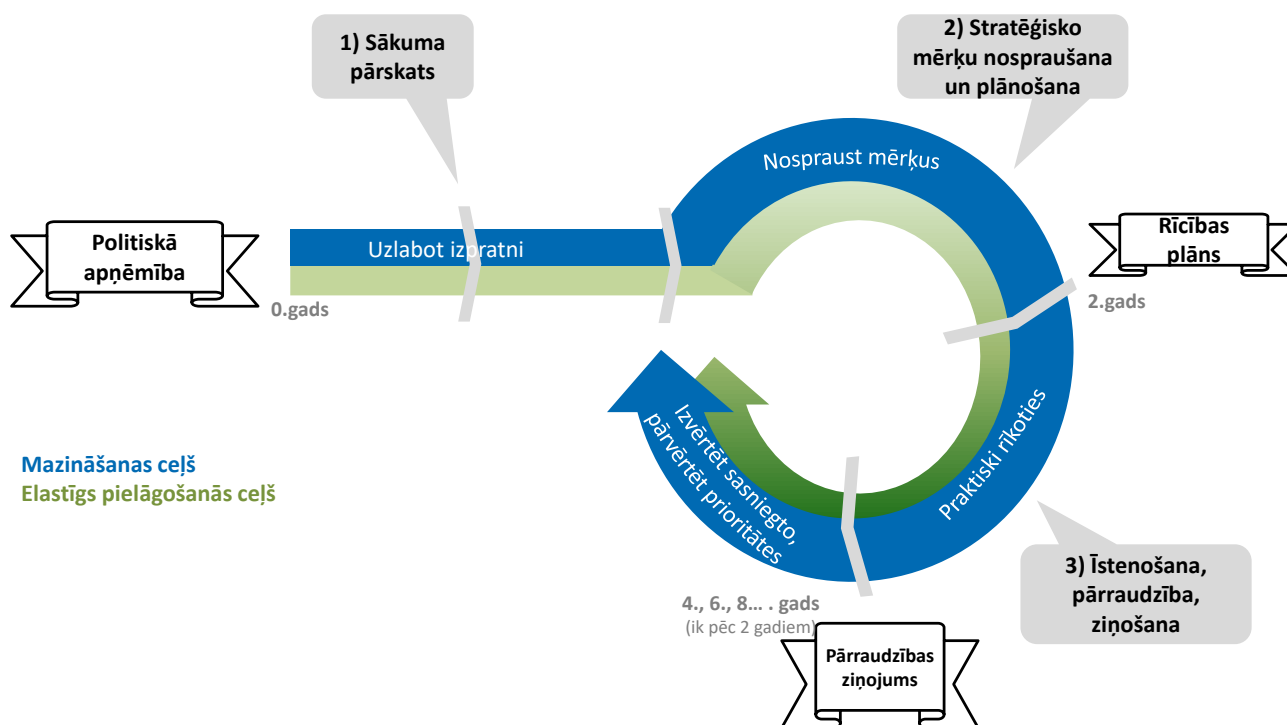 1) Sākuma
pārskats
2) Stratēģisko
mērķu nospraušana
un plānošana
Nospraust mērķus
Politiskā
apņēmība
Uzlabot izpratni
Rīcības
plāns
0.gads
2.gads
Izvērtēt sasniegto,
pārvērtēt prioritātes
Praktiski rīkoties
Mazināšanas ceļš
Elastīgs pielāgošanās ceļš
3) Īstenošana,
pārraudzība,
ziņošana
4., 6., 8... . gads
(ik pēc 2 gadiem)
Pārraudzības
ziņojums